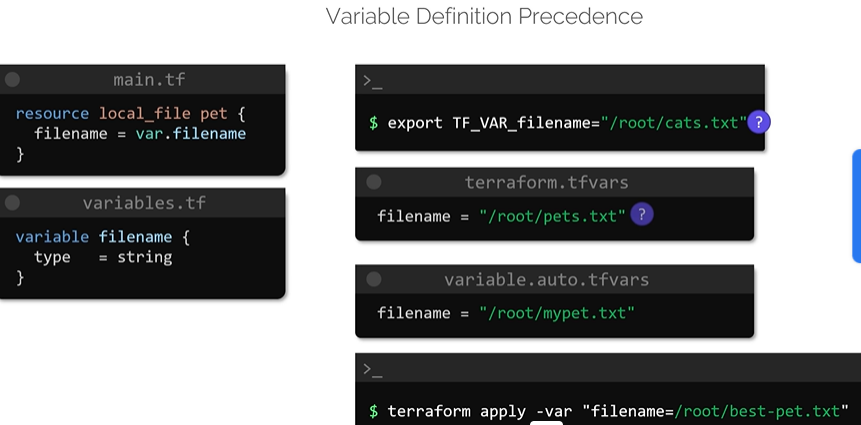 Variable Definition Precedence
main.tf
resource local_file pet {
filename = var.filename
}
variables.tf
variable filename {
type = string
}
>_
$ export TF_VAR_filename="/root/cats.txt" ?
terraform.tfvars
filename = "/root/pets.txt" ?
variable.auto.tfvars
filename = "/root/mypet.txt"
>_
$ terraform apply -var "filename=/root/best-pet.txt"